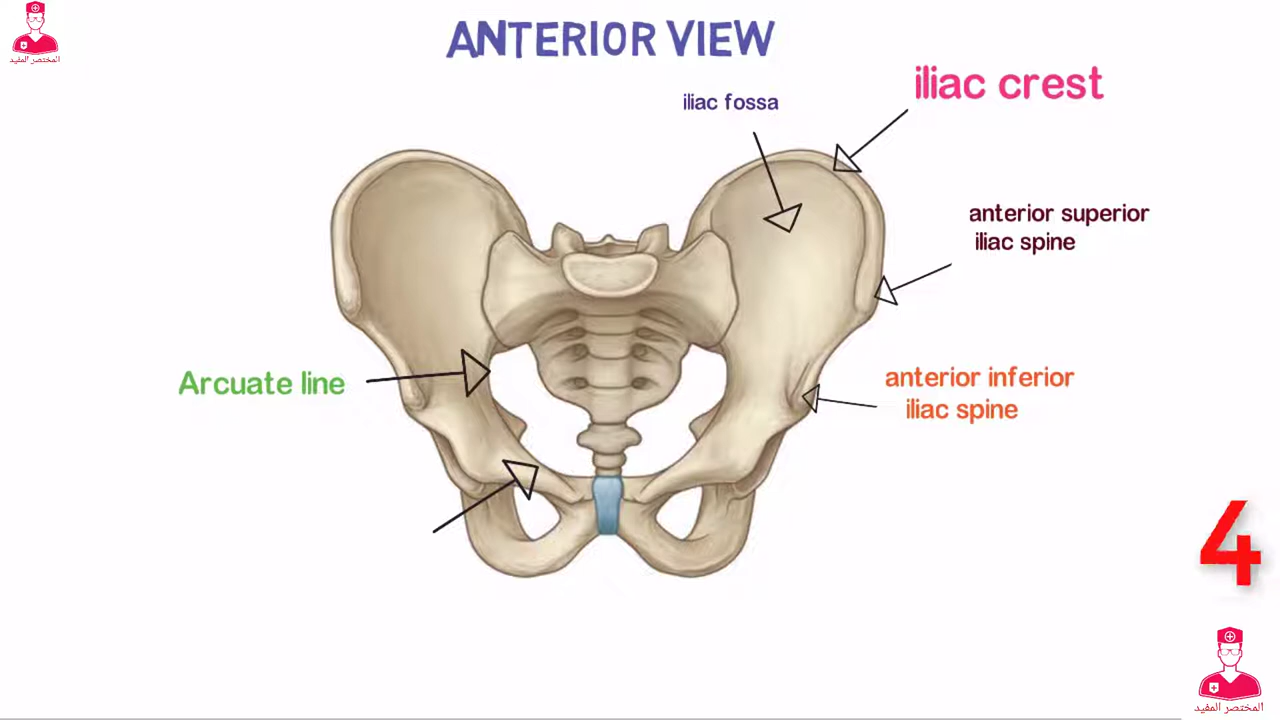 المختصر المفيد
ANTERIOR VIEW
iliac crest
iliac fossa
anterior superior
iliac spine
Arcuate line
anterior inferior
iliac spine
4
المختصر المفيد